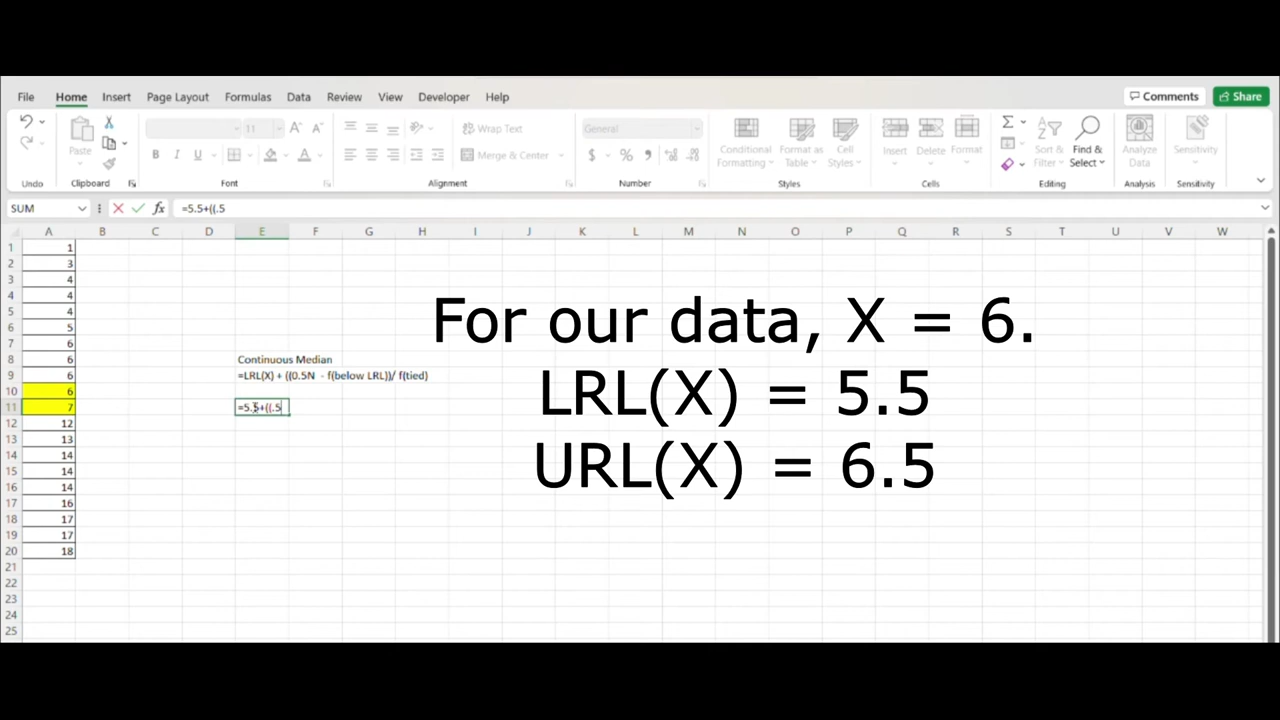 File Home Insert Page Layout Formulas Data Review View Developer Help Comments Share
11 Wrap Text General
Paste Merge & Center Conditional Formatting Format as Table Cell Styles Insert Delete Format Sort & Filter Find & Select Analyze Data Sensitivity
Undo Clipboard Font Alignment Number Styles Cells Editing Analysis Sensitivity
SUM fx =5.5+((.5
A B C D E F G H I J K L M N O P Q R S T U V W
1 1
2 3
3 4
4 4
5 4
6 5
7 6
8 6 Continuous Median
9 6 =LRL(X) + ((0.5N - f(below LRL))/ f(tied)
10 6
11 7 =5.5+((.5
12 12
13 13
14 14
15 14
16 14
17 16
18 17
19 17
20 18
21
22
23
24
25
For our data, X = 6.
LRL(X) = 5.5
URL(X) = 6.5